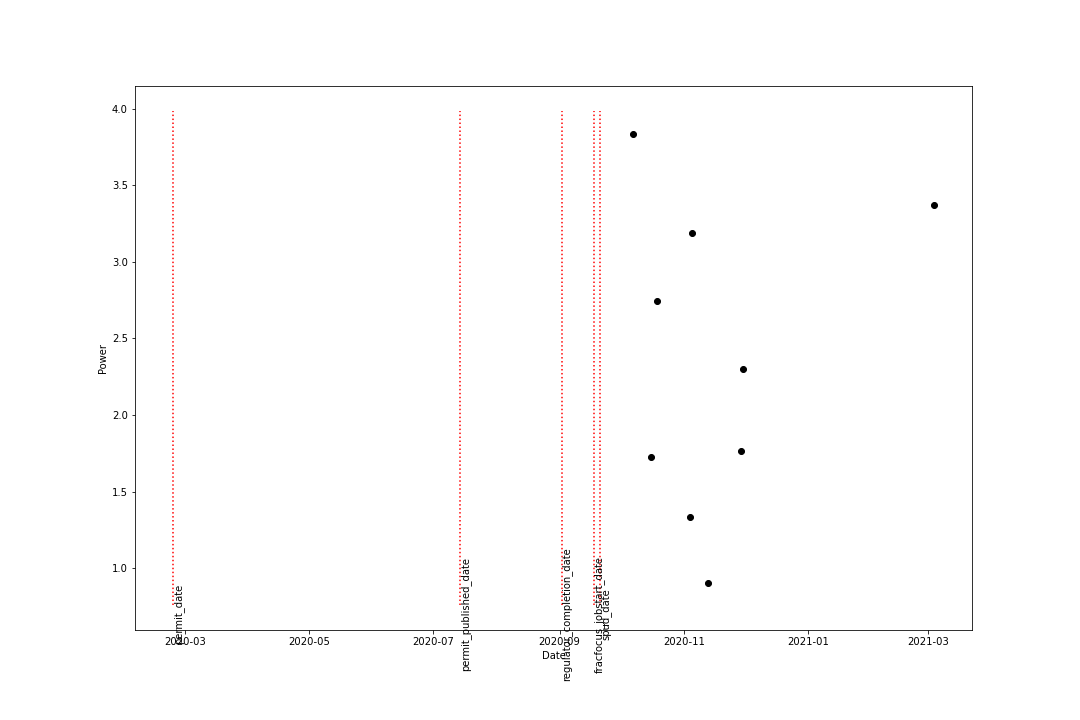 Power
4.0
3.5
3.0
2.5
2.0
1.5
1.0
permit_date
permit_published_date
regulator_completion_date
fracfocus_jobstart_date
spud_date
2020-03
2020-05
2020-07
2020-09
2020-11
2021-01
2021-03
Date